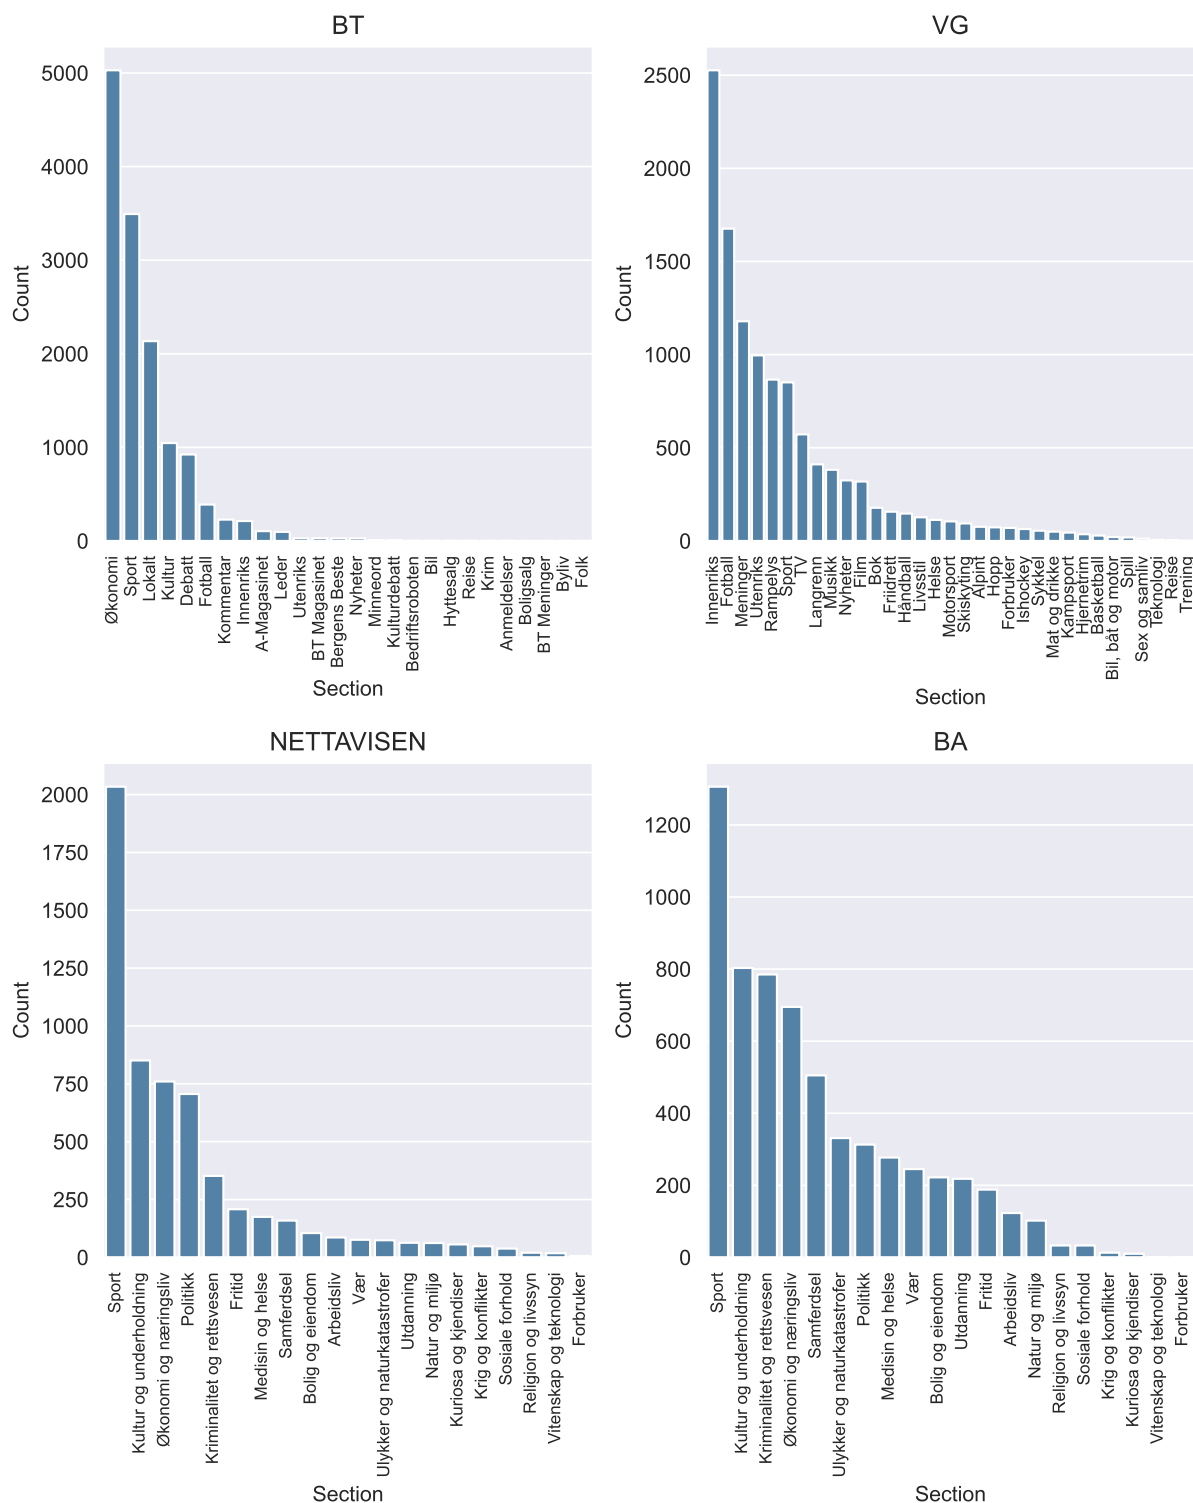 BT
5000
4000
3000
2000
1000
0
Count
Økonomi
Sport
Lokalt
Kultur
Debatt
Fotball
Kommentar
Innenriks
A-Magasinet
Leder
Utenriks
BT Magasinet
Bergens Beste
Nyheter
Minneord
Kulturdebatt
Bedriftsroboten
Bil
Hyttesalg
Reise
Krim
Anmeldelser
Boligsalg
BT Meninger
Byliv
Folk
Section
VG
2500
2000
1500
1000
500
0
Count
Innenriks
Fotball
Meninger
Utenriks
Rampelys
Sport
TV
Langrenn
Musikk
Nyheter
Film
Bok
Friidrett
Håndball
Livsstil
Helse
Motorsport
Skiskyting
Alpint
Hopp
Forbruker
Ishockey
Sykkel
Mat og drikke
Kampsport
Hjernetrim
Basketball
Bil, båt og motor
Spill
Sex og samliv
Teknologi
Reise
Trening
Section
NETTAVISEN
2000
1750
1500
1250
1000
750
500
250
0
Count
Sport
Kultur og underholdning
Økonomi og næringsliv
Politikk
Kriminalitet og rettsvesen
Fritid
Medisin og helse
Samferdsel
Bolig og eiendom
Arbeidsliv
Vær
Ulykker og naturkatastrofer
Utdanning
Natur og miljø
Kuriosa og kjendiser
Krig og konflikter
Sosiale forhold
Religion og livssyn
Vitenskap og teknologi
Forbruker
Section
BA
1200
1000
800
600
400
200
0
Count
Sport
Kultur og underholdning
Kriminalitet og rettsvesen
Økonomi og næringsliv
Samferdsel
Ulykker og naturkatastrofer
Politikk
Medisin og helse
Vær
Bolig og eiendom
Utdanning
Fritid
Arbeidsliv
Natur og miljø
Religion og livssyn
Sosiale forhold
Krig og konflikter
Kuriosa og kjendiser
Vitenskap og teknologi
Forbruker
Section